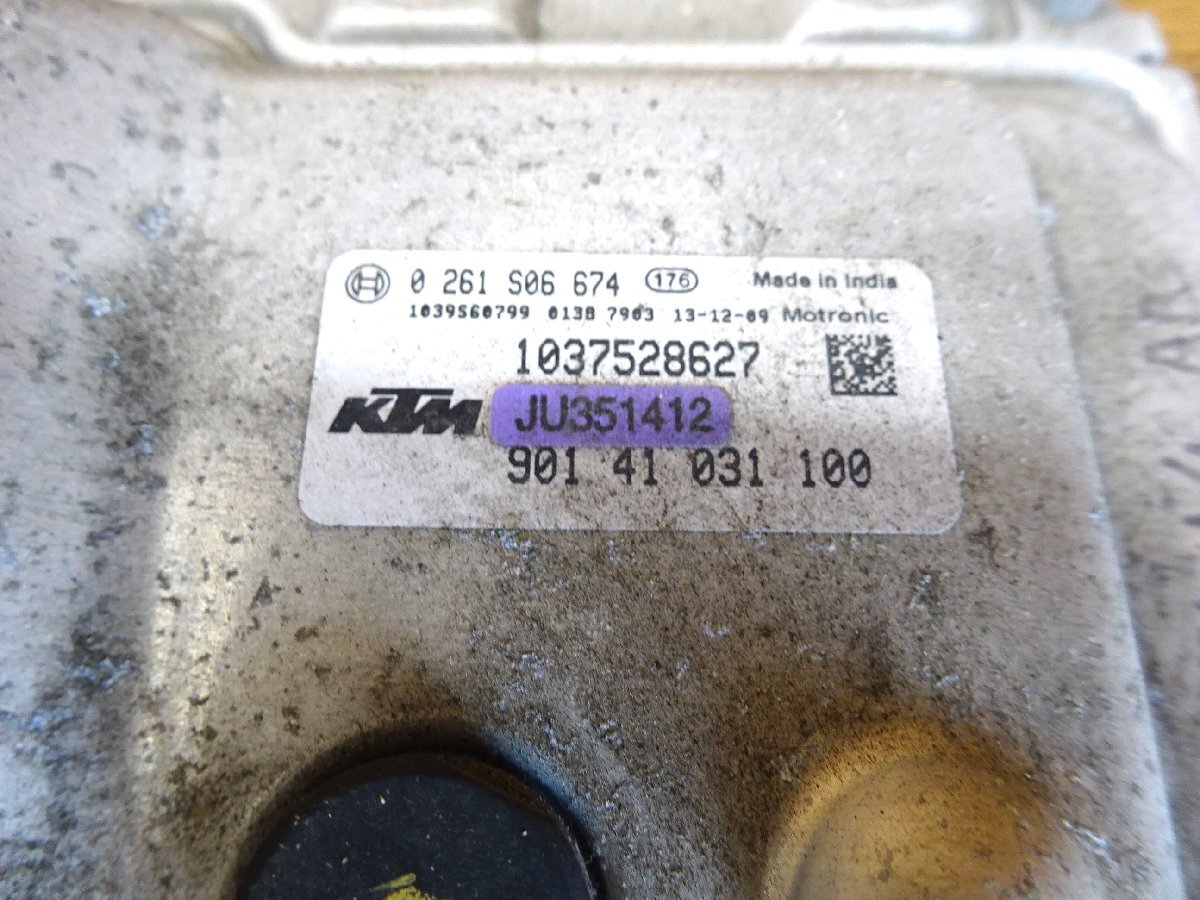 0 261 S06 674 176 Made in India
1039S60799 013B 7903 13-12-09 Motronic
1037528627
KTM JU351412
901 41 031 100